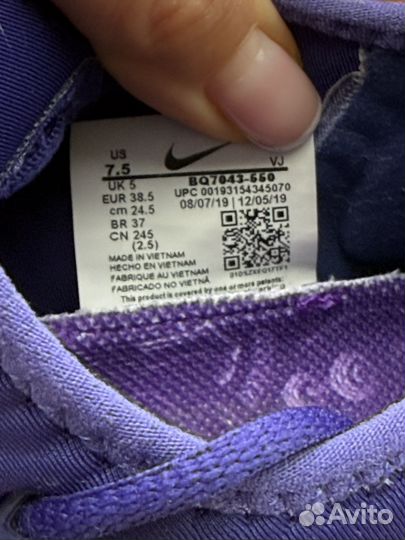 US
7.5 VJ
UK 5 BQ7043-550
EUR 38.5 UPC 00193154345070
cm 24.5 08/07/19 | 12/05/19
BR 37
CN 245
(2.5)
MADE IN VIETNAM
HECHO EN VIETNAM
FABRIQUE AU VIETNAM
FABRICADO NO VIETNÃ
This product is covered by one or more patents:
Avito